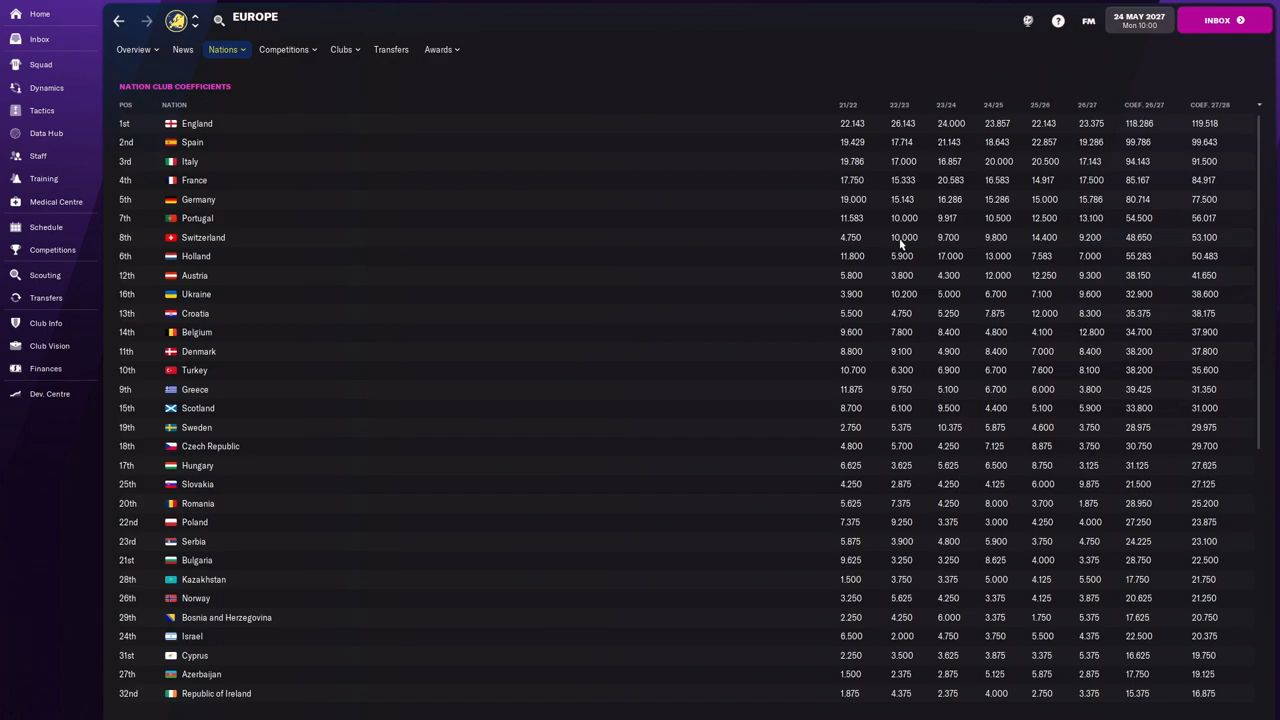 Home
EUROPE
FM
24 MAY 2027
Mon 10:00
INBOX
Inbox
Squad
Dynamics
Tactics
Data Hub
Staff
Training
Medical Centre
Schedule
Competitions
Scouting
Transfers
Club Info
Club Vision
Finances
Dev. Centre
Overview News Nations Competitions Clubs Transfers Awards
NATION CLUB COEFFICIENTS
POS NATION 21/22 22/23 23/24 24/25 25/26 26/27 COEF. 26/27 COEF. 27/28
1st England 22.143 26.143 24.000 23.857 22.143 23.375 118.286 119.518
2nd Spain 19.429 17.714 21.143 18.643 22.857 19.286 99.786 99.643
3rd Italy 19.786 17.000 16.857 20.000 20.500 17.143 94.143 91.500
4th France 17.750 15.333 20.583 16.583 14.917 17.500 85.167 84.917
5th Germany 19.000 15.143 16.286 15.286 15.000 15.786 80.714 77.500
7th Portugal 11.583 10.000 9.917 10.500 12.500 13.100 54.500 56.017
8th Switzerland 4.750 10.000 9.700 9.800 14.400 9.200 48.650 53.100
6th Holland 11.800 5.900 17.000 13.000 7.583 7.000 55.283 50.483
12th Austria 5.800 3.800 4.300 12.000 12.250 9.300 38.150 41.650
16th Ukraine 3.900 10.200 5.000 6.700 7.100 9.600 32.900 38.600
13th Croatia 5.500 4.750 5.250 7.875 12.000 8.300 35.375 38.175
14th Belgium 9.600 7.800 8.400 4.800 4.100 12.800 34.700 37.900
11th Denmark 8.800 9.100 4.900 8.400 7.000 8.400 38.200 37.800
10th Turkey 10.700 6.300 6.900 6.700 7.600 8.100 38.200 35.600
9th Greece 11.875 9.750 5.100 6.700 6.000 3.800 39.425 31.350
15th Scotland 8.700 6.100 9.500 4.400 5.100 5.900 33.800 31.000
19th Sweden 2.750 5.375 10.375 5.875 4.600 3.750 28.975 29.975
18th Czech Republic 4.800 5.700 4.250 7.125 8.875 3.750 30.750 29.700
17th Hungary 6.625 3.625 5.625 6.500 8.750 3.125 31.125 27.625
25th Slovakia 4.250 2.875 4.250 4.125 6.000 9.875 21.500 27.125
20th Romania 5.625 7.375 4.250 8.000 3.700 1.875 28.950 25.200
22nd Poland 7.375 9.250 3.375 3.000 4.250 4.000 27.250 23.875
23rd Serbia 5.875 3.900 4.800 5.900 3.750 4.750 24.225 23.100
21st Bulgaria 9.625 3.250 3.250 8.625 4.000 3.375 28.750 22.500
28th Kazakhstan 1.500 3.750 3.375 5.000 4.125 5.500 17.750 21.750
26th Norway 3.250 5.625 4.250 3.375 4.125 3.875 20.625 21.250
29th Bosnia and Herzegovina 2.250 4.250 6.000 3.375 1.750 5.375 17.625 20.750
24th Israel 6.500 2.000 4.750 3.750 5.500 4.375 22.500 20.375
31st Cyprus 2.250 3.500 3.625 3.875 3.375 5.375 16.625 19.750
27th Azerbaijan 1.500 2.375 2.875 5.125 5.875 2.875 17.750 19.125
32nd Republic of Ireland 1.875 4.375 2.375 4.000 2.750 3.375 15.375 16.875